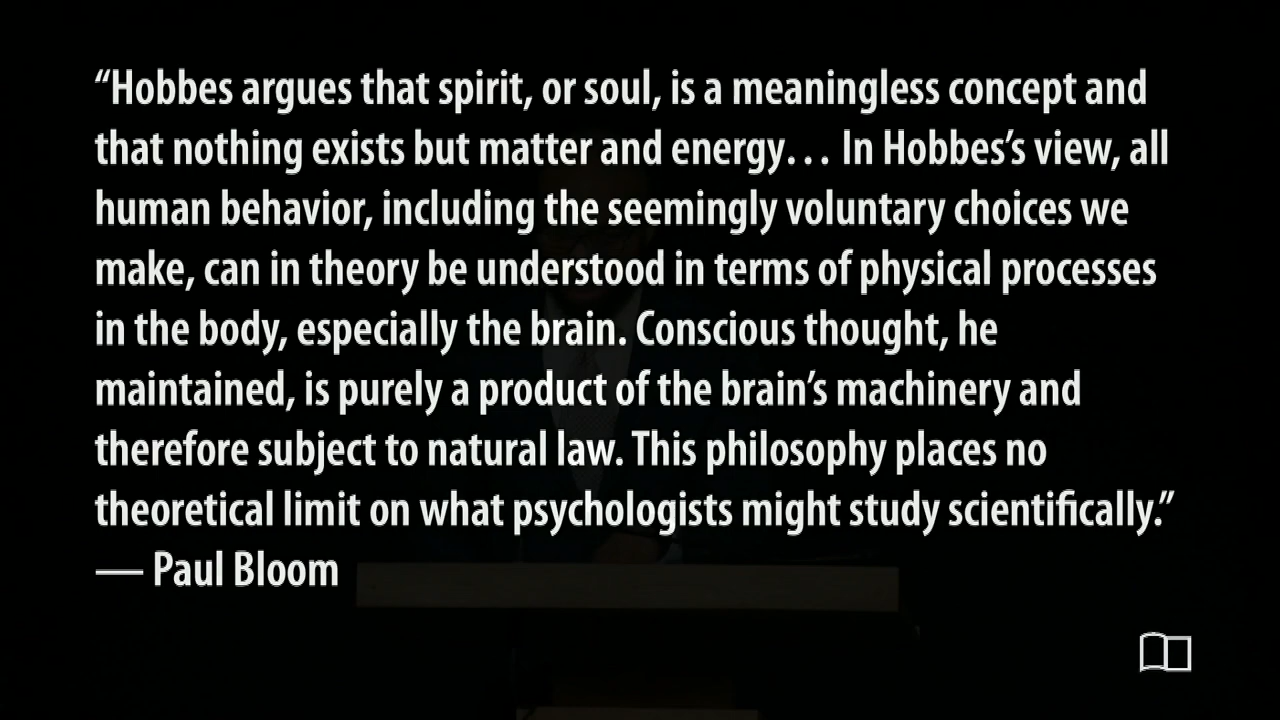 “Hobbes argues that spirit, or soul, is a meaningless concept and
that nothing exists but matter and energy… In Hobbes’s view, all
human behavior, including the seemingly voluntary choices we
make, can in theory be understood in terms of physical processes
in the body, especially the brain. Conscious thought, he
maintained, is purely a product of the brain’s machinery and
therefore subject to natural law. This philosophy places no
theoretical limit on what psychologists might study scientifically.”
— Paul Bloom